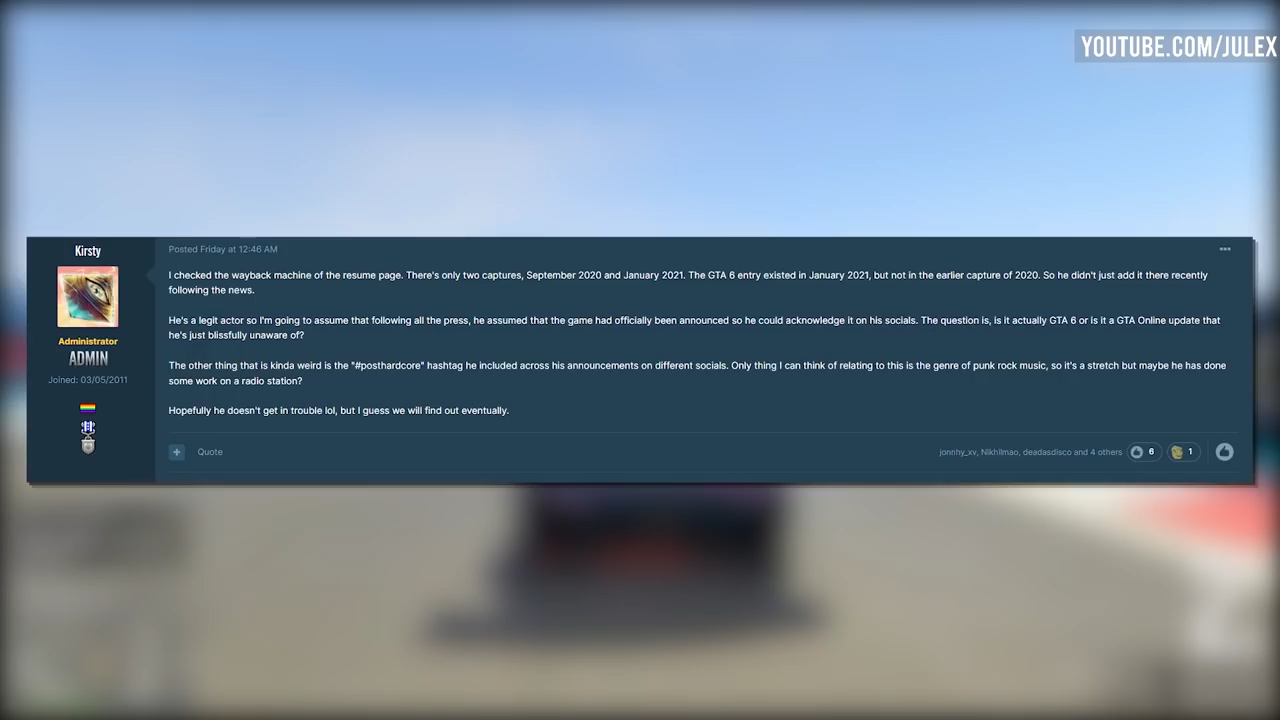 YOUTUBE.COM/JULEX
Kirsty
Posted Friday at 12:46 AM
I checked the wayback machine of the resume page. There's only two captures, September 2020 and January 2021. The GTA 6 entry existed in January 2021, but not in the earlier capture of 2020. So he didn't just add it there recently
following the news.
He's a legit actor so I'm going to assume that following all the press, he assumed that the game had officially been announced so he could acknowledge it on his socials. The question is, is it actually GTA 6 or is it a GTA Online update that
he's just blissfully unaware of?
Administrator
ADMIN
Joined: 03/05/2011
The other thing that is kinda weird is the "#posthardcore" hashtag he included across his announcements on different socials. Only thing I can think of relating to this is the genre of punk rock music, so it's a stretch but maybe he has done
some work on a radio station?
Hopefully he doesn't get in trouble lol, but I guess we will find out eventually.
+ Quote
jonnhy_xv, Nikhilmao, deadasdisco and 4 others 6 1